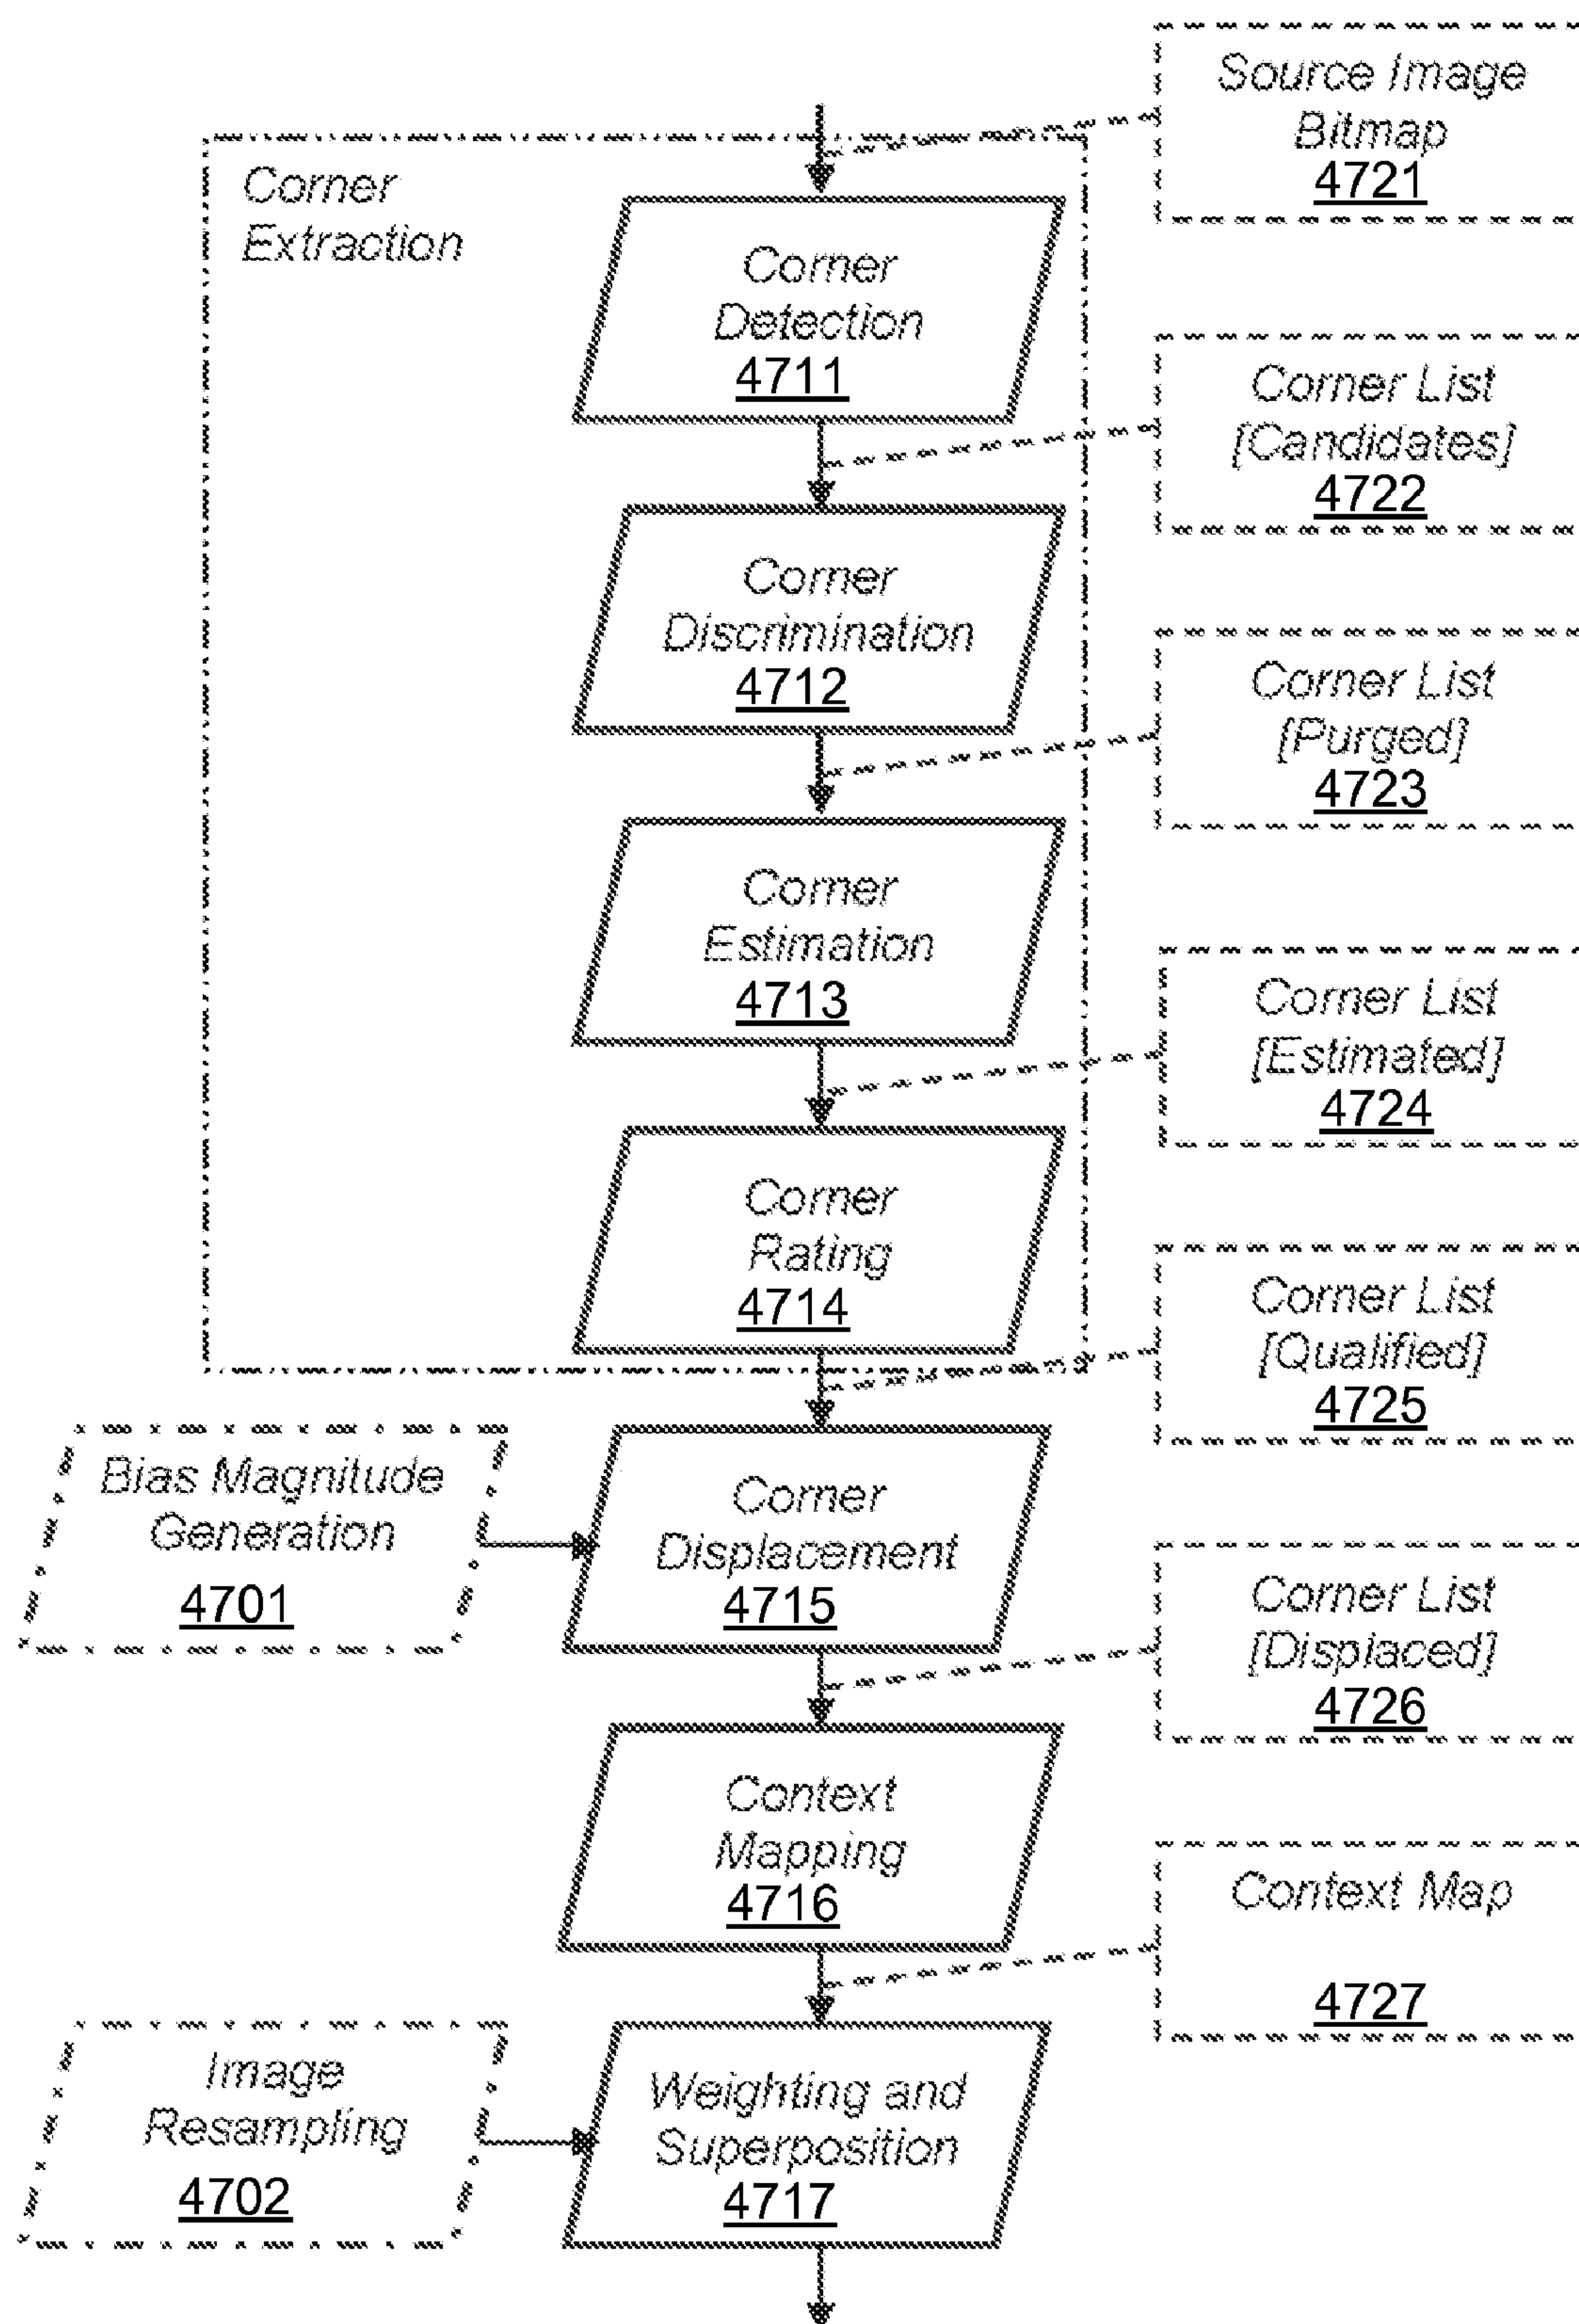 Source Image
Bitmap
4721
Corner
Extraction
Corner
Detection
4711
Corner List
[Candidates]
4722
Corner
Discrimination
4712
Corner List
[Purged]
4723
Corner
Estimation
4713
Corner List
[Estimated]
4724
Corner
Rating
4714
Corner List
[Qualified]
4725
Bias Magnitude
Generation
4701
Corner
Displacement
4715
Corner List
[Displaced]
4726
Context
Mapping
4716
Context Map
4727
Image
Resampling
4702
Weighting and
Superposition
4717